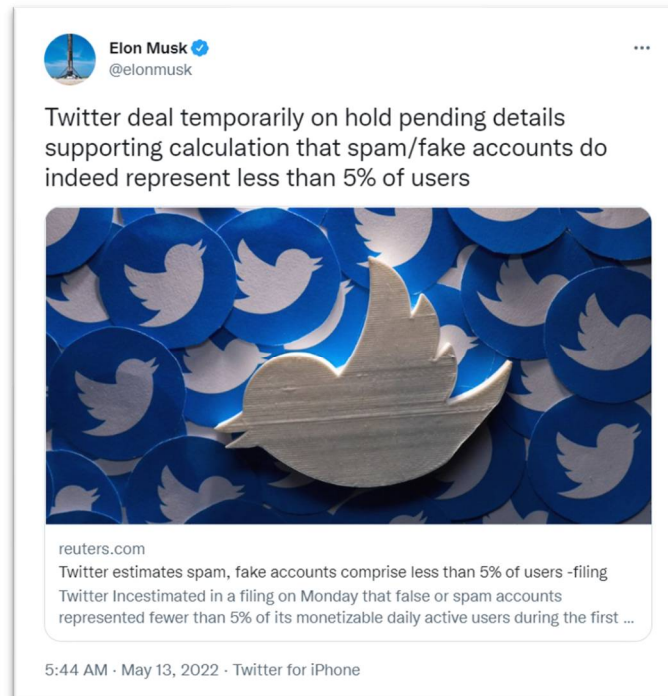 Elon Musk
@elonmusk
Twitter deal temporarily on hold pending details
supporting calculation that spam/fake accounts do
indeed represent less than 5% of users
reuters.com
Twitter estimates spam, fake accounts comprise less than 5% of users -filing
Twitter Incestimated in a filing on Monday that false or spam accounts
represented fewer than 5% of its monetizable daily active users during the first ...
5:44 AM · May 13, 2022 · Twitter for iPhone